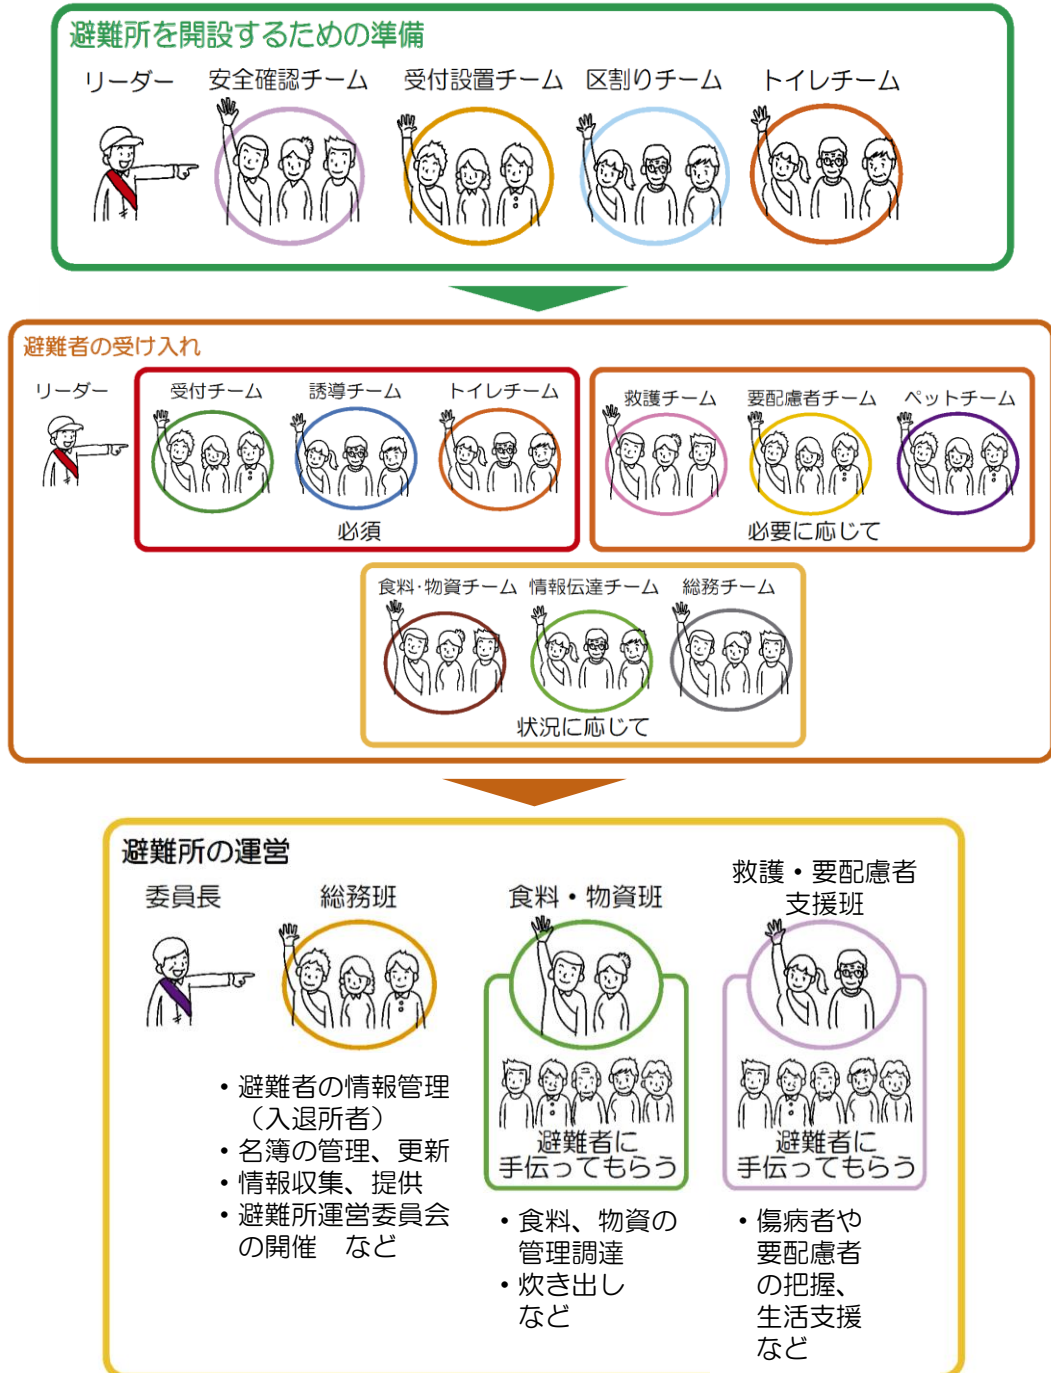 避難所を開設するための準備
リーダー
安全確認チーム
受付設置チーム
区割りチーム
トイレチーム
避難者の受け入れ
リーダー
受付チーム
誘導チーム
トイレチーム
必須
救護チーム
要配慮者チーム
ペットチーム
必要に応じて
食料・物資チーム
情報伝達チーム
総務チーム
状況に応じて
避難所の運営
委員長
総務班
・避難者の情報管理
（入退所者）
・名簿の管理、更新
・情報収集、提供
・避難所運営委員会
の開催　など
食料・物資班
避難者に
手伝ってもらう
・食料、物資の
管理調達
・炊き出し
など
救護・要配慮者
支援班
避難者に
手伝ってもらう
・傷病者や
要配慮者
の把握、
生活支援
など